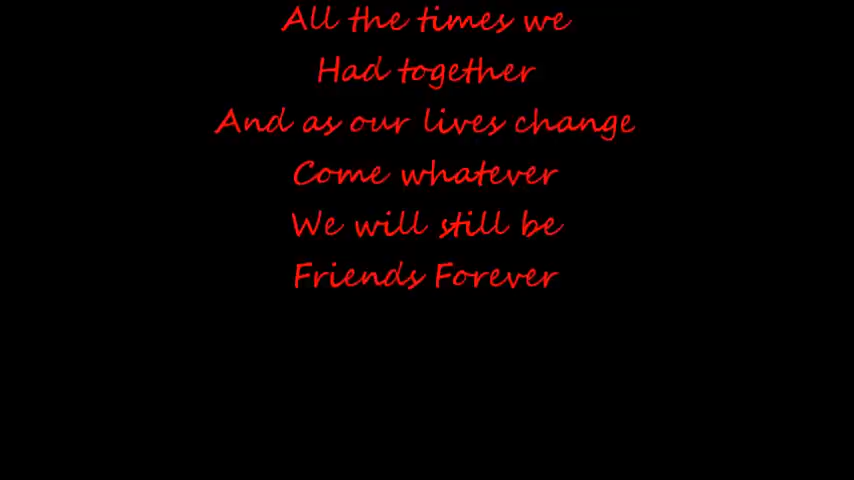 All the times we
Had together
And as our lives change
Come whatever
We will still be
Friends Forever